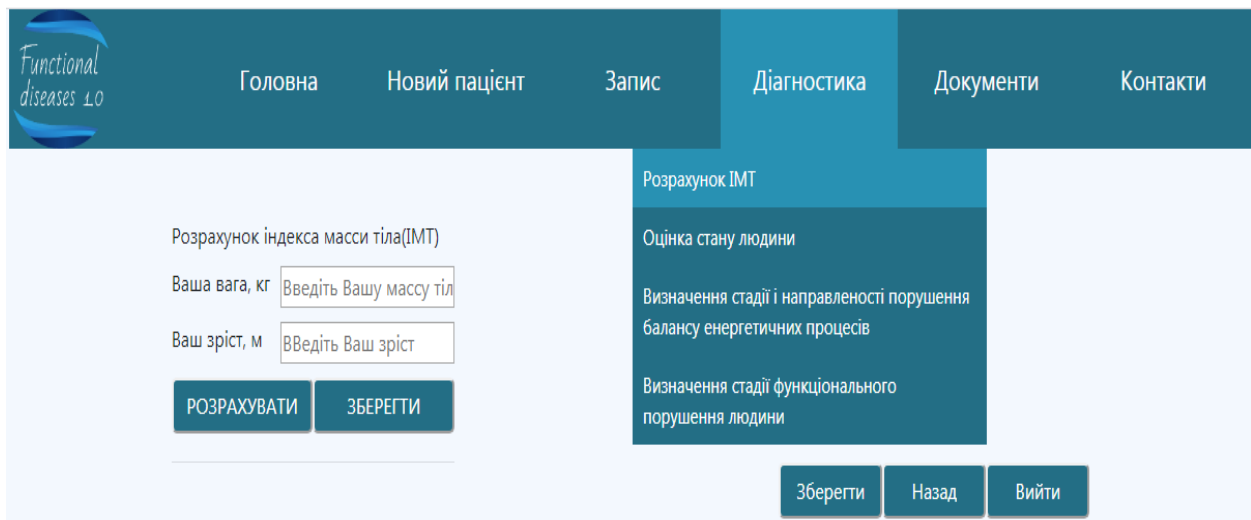 Functional
diseases 1.0
Головна Новий пацієнт Запис Діагностика Документи Контакти
Розрахунок ІМТ
Оцінка стану людини
Визначення стадії і направленості порушення
балансу енергетичних процесів
Визначення стадії функціонального
порушення людини
Розрахунок індекса масси тіла(ІМТ)
Ваша вага, кг Введіть Вашу массу тіл
Ваш зріст, м ВВедіть Ваш зріст
РОЗРАХУВАТИ ЗБЕРЕГТИ
Зберегти Назад Вийти